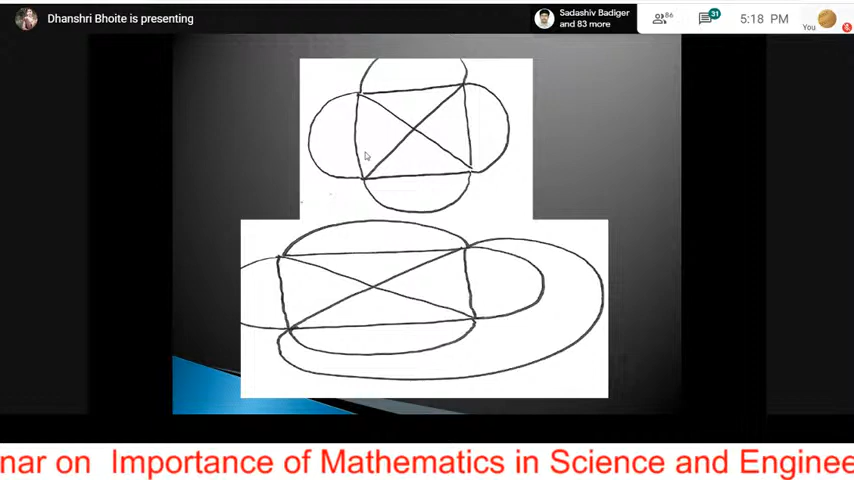 Dhanshri Bhoite is presenting
Sadashiv Badiger
and 83 more
86
31
5:18 PM
You
nar on Importance of Mathematics in Science and Enginee